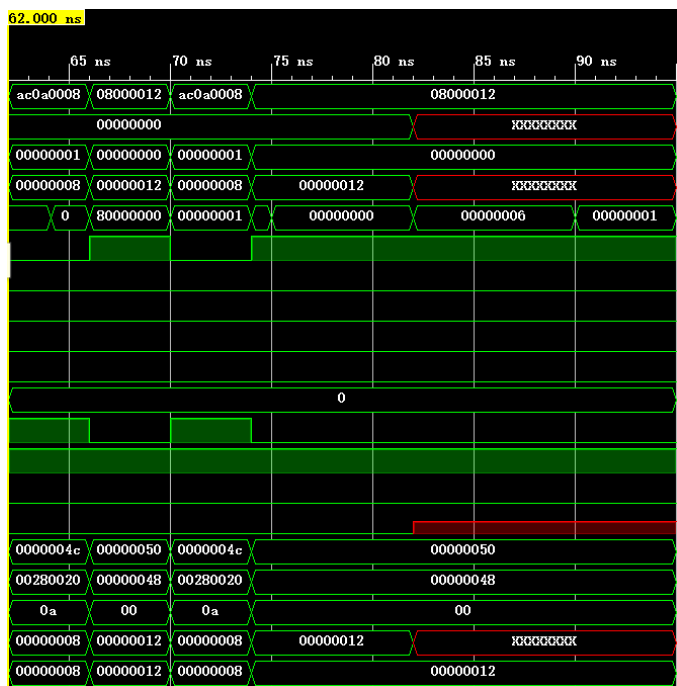 62.000 ns
65 ns 70 ns 75 ns 80 ns 85 ns 90 ns
ac0a0008 08000012 ac0a0008 08000012
00000000 XXXXXXXX
00000001 00000000 00000001 00000000
00000008 00000012 00000008 00000012 XXXXXXXX
0 80000000 00000001 00000000 00000006 00000001
0
0000004c 00000050 0000004c 00000050
00280020 00000048 00280020 00000048
0a 00 0a 00
00000008 00000012 00000008 00000012 XXXXXXXX
00000008 00000012 00000008 00000012